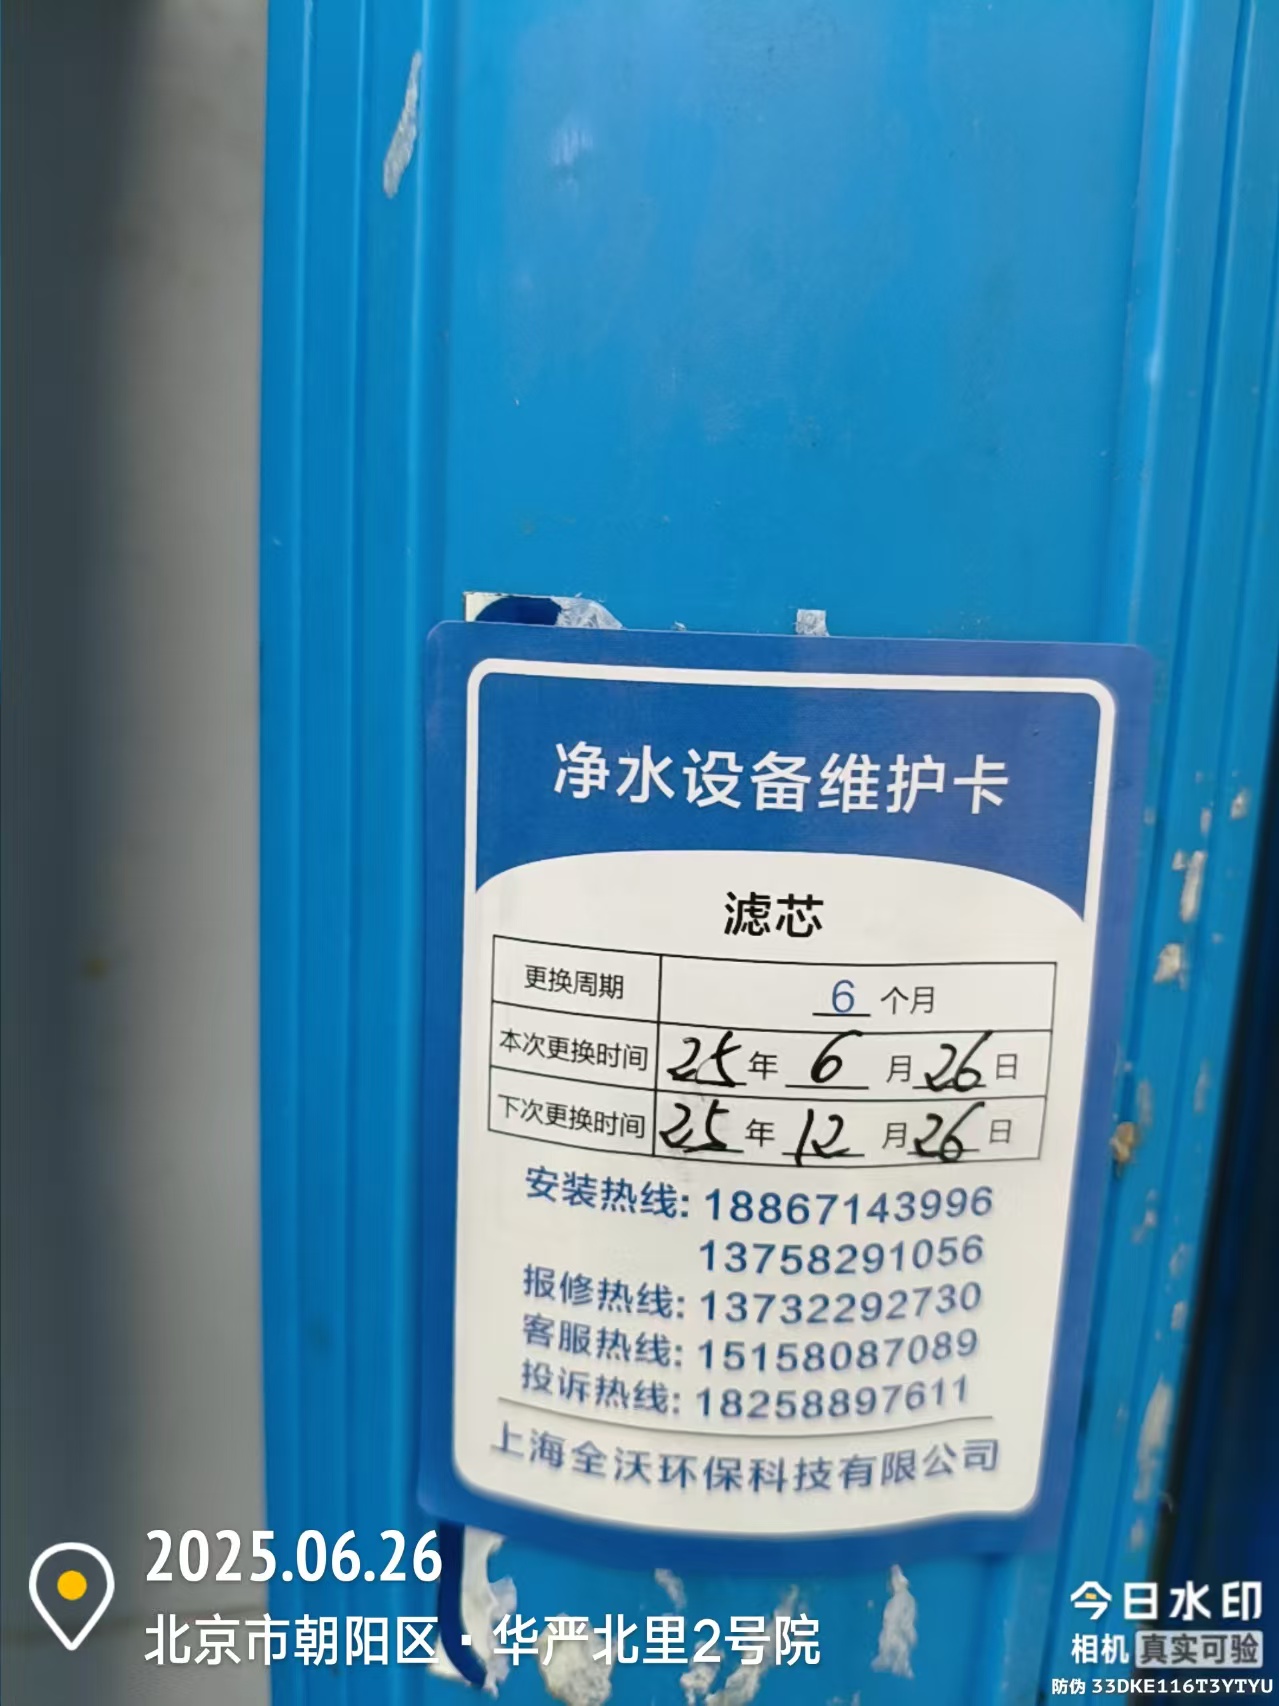 净水设备维护卡
滤芯
更换周期 6 个月
本次更换时间 25 年 6 月 26 日
下次更换时间 25 年 12 月 26 日
安装热线: 18867143996
13758291056
报修热线: 13732292730
客服热线: 15158087089
投诉热线: 18258897611
上海全沃环保科技有限公司
2025.06.26
北京市朝阳区·华严北里2号院
今日水印
相机 真实可验
防伪 33DKE116T3YTYU